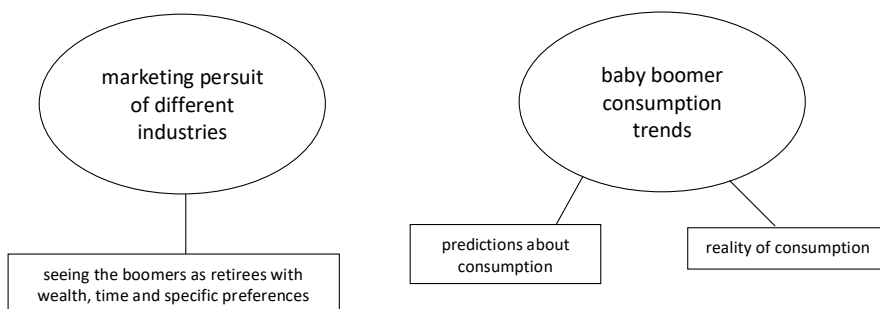 marketing persuit
of different
industries
baby boomer
consumption
trends
seeing the boomers as retirees with
wealth, time and specific preferences
predictions about
consumption
reality of consumption